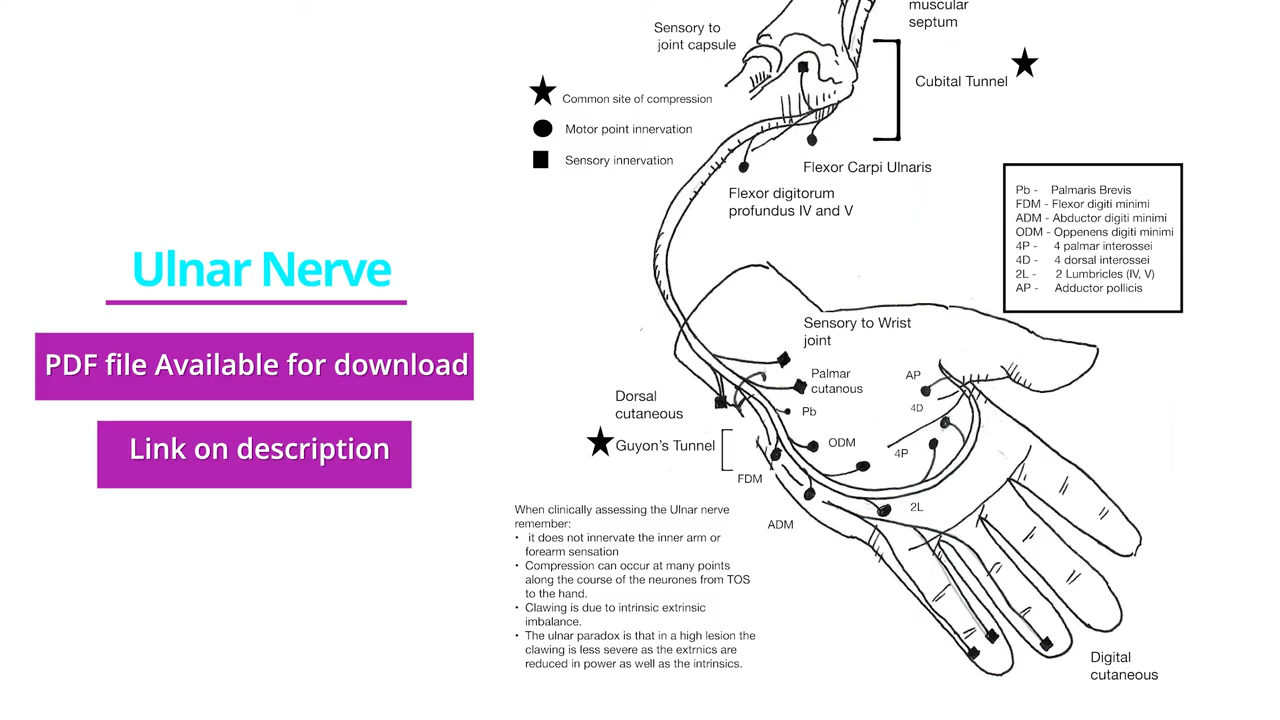 Ulnar Nerve
PDF file Available for download
Link on description
muscular
septum
Sensory to
joint capsule
Cubital Tunnel
Common site of compression
Motor point innervation
Sensory innervation
Flexor Carpi Ulnaris
Flexor digitorum
profundus IV and V
Pb - Palmaris Brevis
FDM - Flexor digiti minimi
ADM - Abductor digiti minimi
ODM - Oppenens digiti minimi
4P - 4 palmar interossei
4D - 4 dorsal interossei
2L - 2 Lumbricles (IV, V)
AP - Adductor pollicis
Sensory to Wrist
joint
Palmar
cutanous
AP
4D
Dorsal
cutaneous
Pb
Guyon's Tunnel
ODM
4P
FDM
2L
ADM
When clinically assessing the Ulnar nerve
remember:
• it does not innervate the inner arm or
forearm sensation
• Compression can occur at many points
along the course of the neurones from TOS
to the hand.
• Clawing is due to intrinsic extrinsic
imbalance.
• The ulnar paradox is that in a high lesion the
clawing is less severe as the extrnics are
reduced in power as well as the intrinsics.
Digital
cutaneous